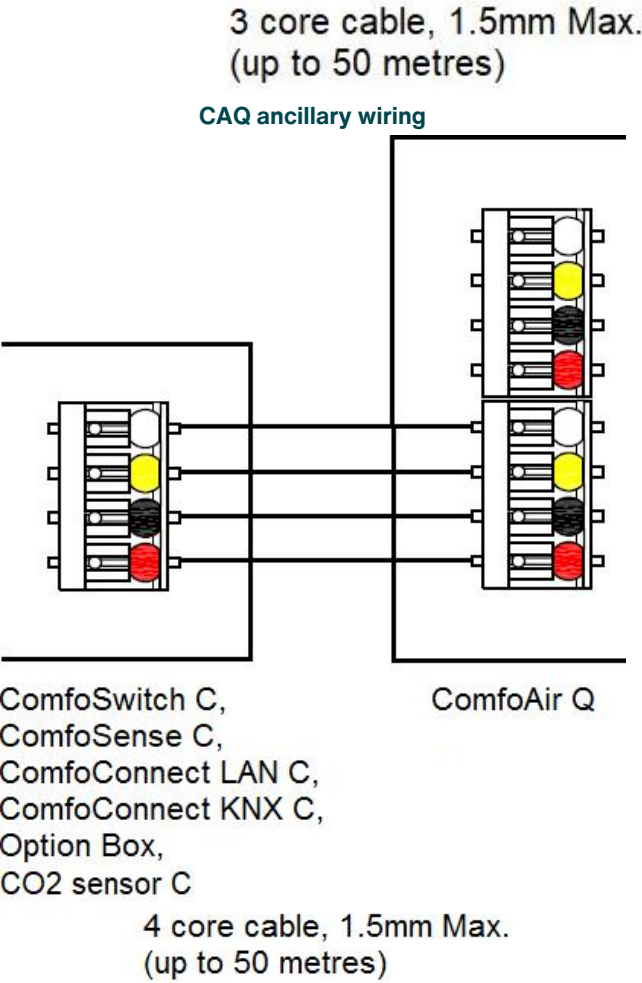 3 core cable, 1.5mm Max.
(up to 50 metres)
CAQ ancillary wiring
ComfoSwitch C,
ComfoSense C,
ComfoConnect LAN C,
ComfoConnect KNX C,
Option Box,
CO2 sensor C
ComfoAir Q
4 core cable, 1.5mm Max.
(up to 50 metres)